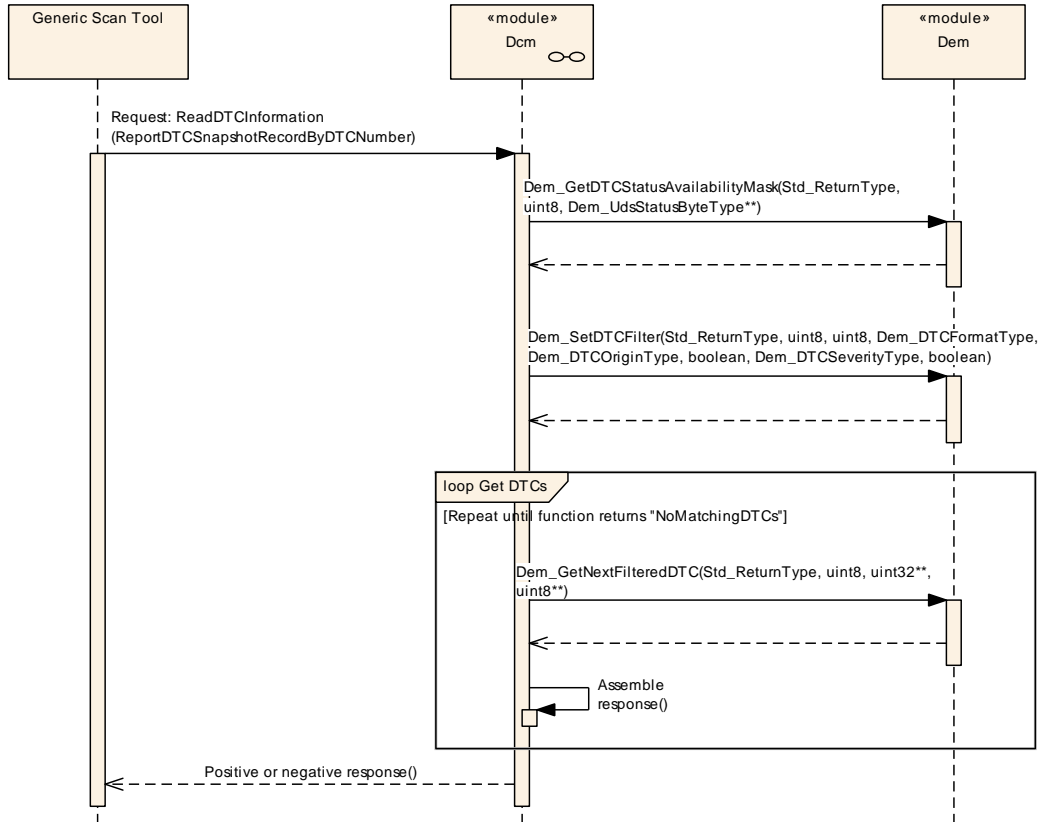 Generic Scan Tool
«module»
Dcm
«module»
Dem
Request: ReadDTCInformation
(ReportDTCSnapshotRecordByDTCNumber)
Dem_GetDTCStatusAvailabilityMask(Std_ReturnType,
uint8, Dem_UdsStatusByteType**)
Dem_SetDTCFilter(Std_ReturnType, uint8, uint8, Dem_DTCFormatType,
Dem_DTCOriginType, boolean, Dem_DTCSeverityType, boolean)
loop Get DTCs
[Repeat until function returns "NoMatchingDTCs"]
Dem_GetNextFilteredDTC(Std_ReturnType, uint8, uint32**,
uint8**)
Assemble
response()
Positive or negative response()